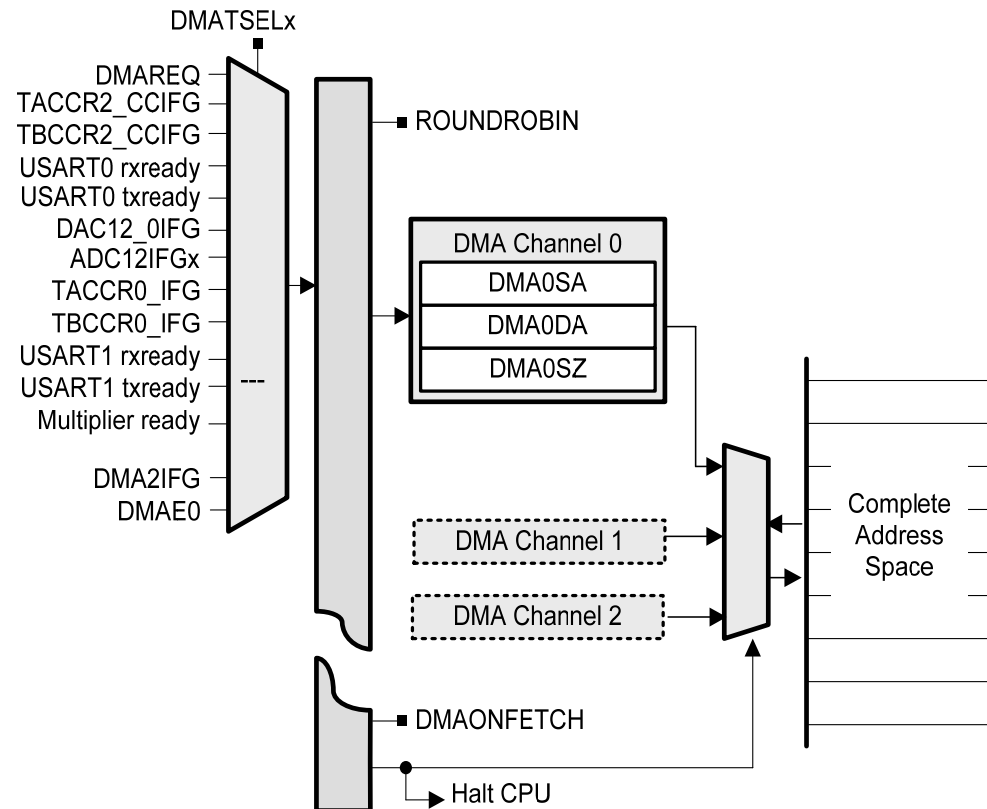 DMATSELx
DMAREQ
TACCR2_CCIFG
TBCCR2_CCIFG
USART0 rxready
USART0 txready
DAC12_0IFG
ADC12IFGx
TACCR0_IFG
TBCCR0_IFG
USART1 rxready
USART1 txready
---
Multiplier ready
DMA2IFG
DMAE0
ROUNDROBIN
DMA Channel 0
DMA0SA
DMA0DA
DMA0SZ
DMA Channel 1
DMA Channel 2
Complete
Address
Space
DMAONFETCH
Halt CPU